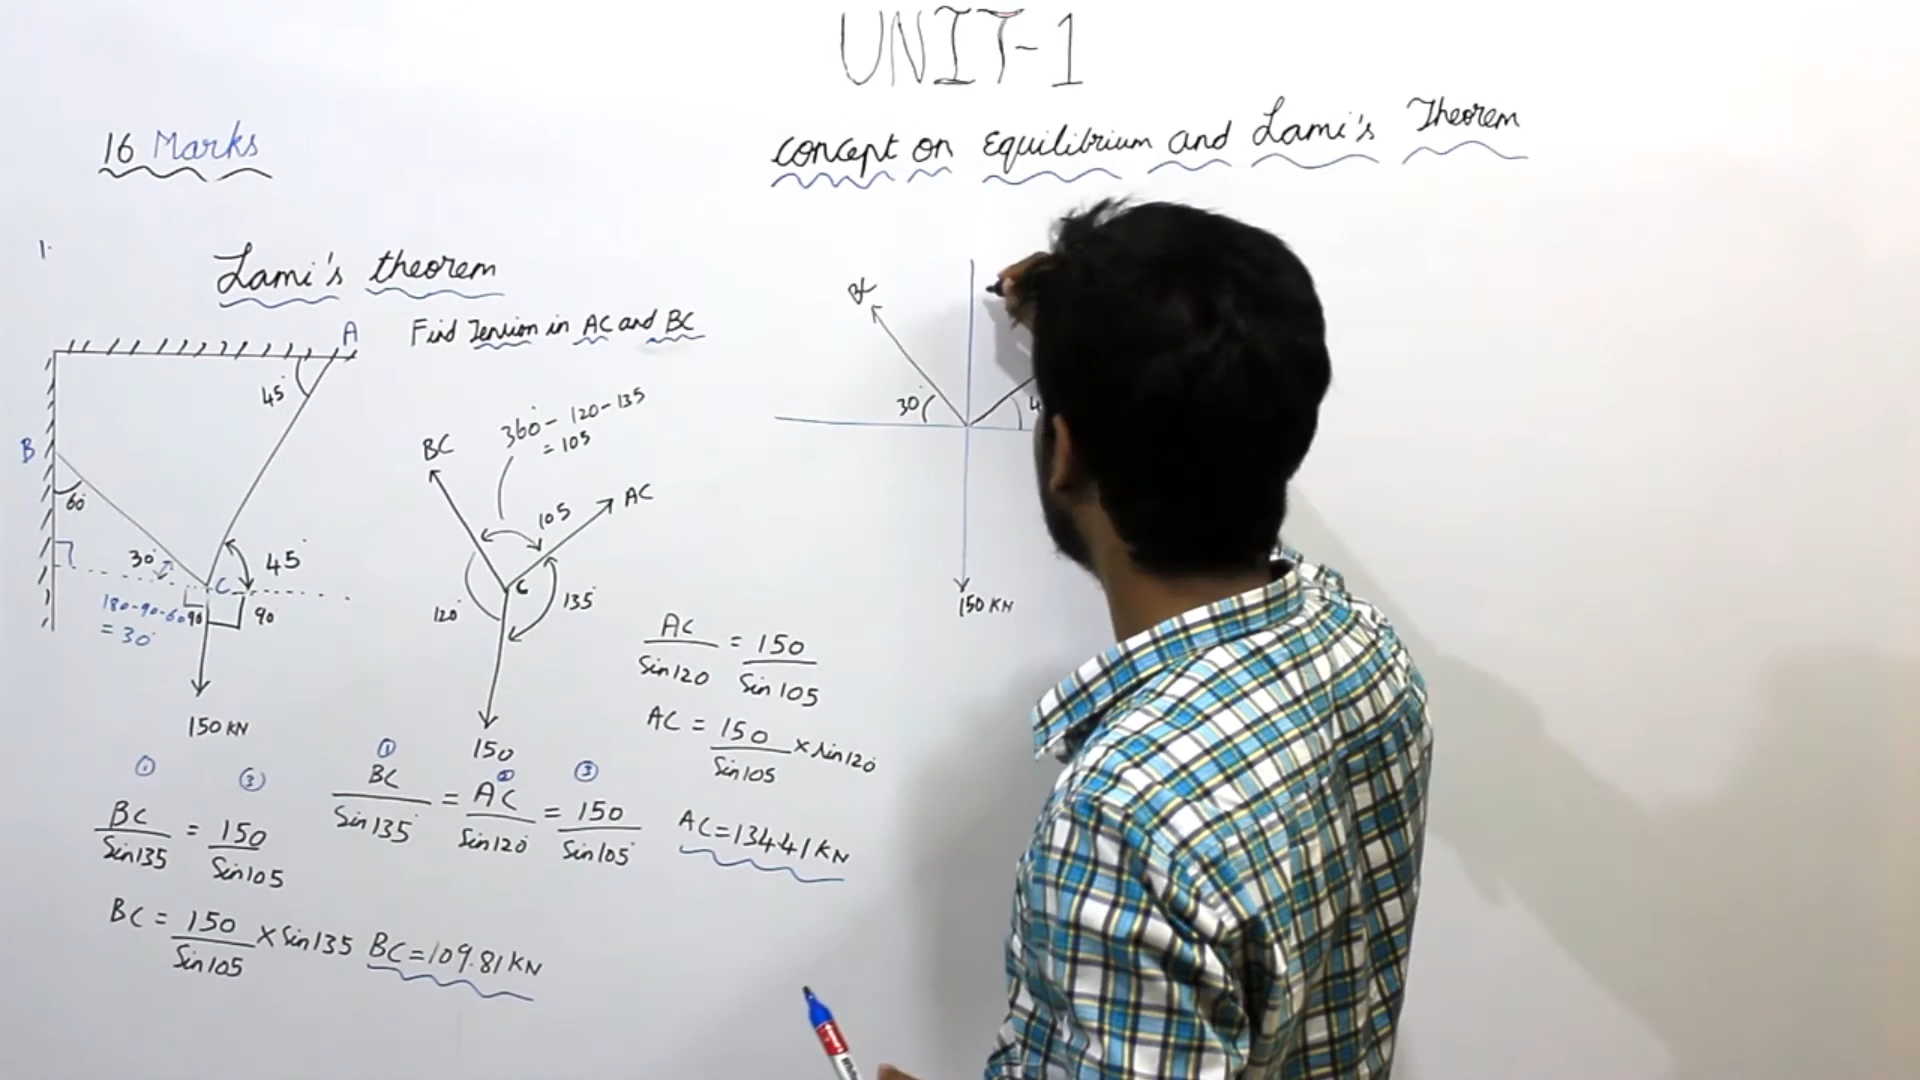 UNIT-1
16 Marks
concept on Equilibrium and Lami's Theorem
1.
Lami's theorem
Find Tension in AC and BC
A
45°
B
60°
30°
45°
C
180-90-60
= 30°
90
90
150 KN
BC
360° - 120 - 135
= 105
105
AC
C
120°
135°
150
BC
30°
4
150 KN
AC / Sin120 = 150 / Sin105
AC = 150 / Sin105 × Sin120
AC = 134.41 KN
① ③
BC / Sin135 = 150 / Sin105
① ② ③
BC / Sin135° = AC / Sin120° = 150 / Sin105°
BC = 150 / Sin105 × Sin135
BC = 109.81 KN